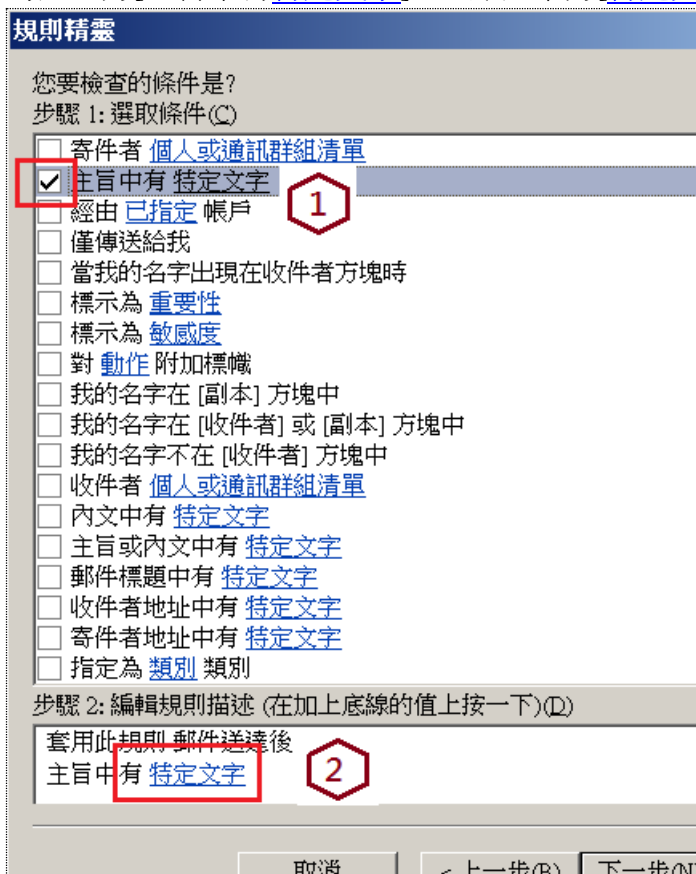 規則精靈
您要檢查的條件是?
步驟 1: 選取條件(C)
寄件者 個人或通訊群組清單
主旨中有 特定文字
1
經由 已指定 帳戶
僅傳送給我
當我的名字出現在收件者方塊時
標示為 重要性
標示為 敏感度
對 動作 附加標幟
我的名字在 [副本] 方塊中
我的名字在 [收件者] 或 [副本] 方塊中
我的名字不在 [收件者] 方塊中
收件者 個人或通訊群組清單
內文中有 特定文字
主旨或內文中有 特定文字
郵件標題中有 特定文字
收件者地址中有 特定文字
寄件者地址中有 特定文字
指定為 類別 類別
步驟 2: 編輯規則描述 (在加上底線的值上按一下)(D)
套用此規則 郵件送達後
主旨中有 特定文字
2
取消
< 上一步(B)
下一步(N